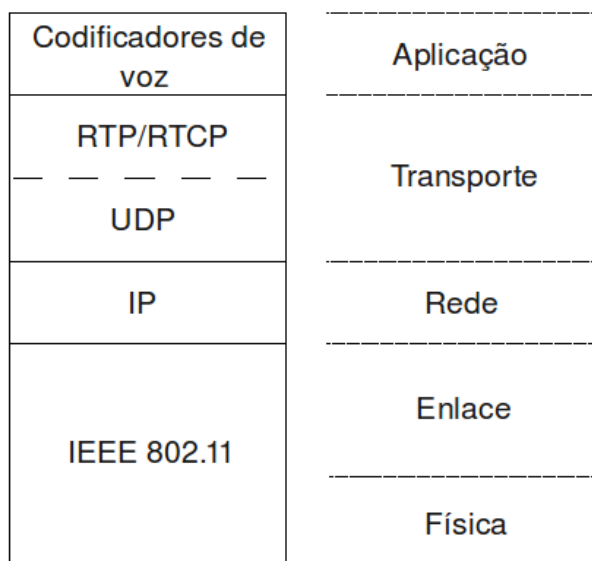 Codificadores de
voz
RTP/RTCP
UDP
IP
IEEE 802.11
Aplicação
Transporte
Rede
Enlace
Física